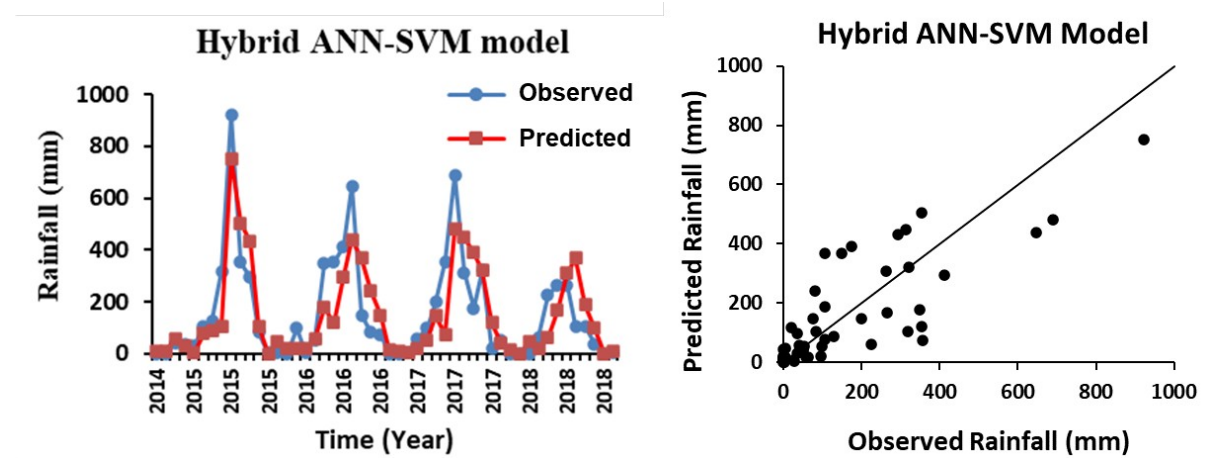 Hybrid ANN-SVM model
Observed
Predicted
1000
800
600
400
200
0
Rainfall (mm)
2014
2014
2015
2015
2015
2016
2016
2016
2017
2017
2017
2018
2018
2018
Time (Year)
Hybrid ANN-SVM Model
1000
800
600
400
200
0
Predicted Rainfall (mm)
0 200 400 600 800 1000
Observed Rainfall (mm)